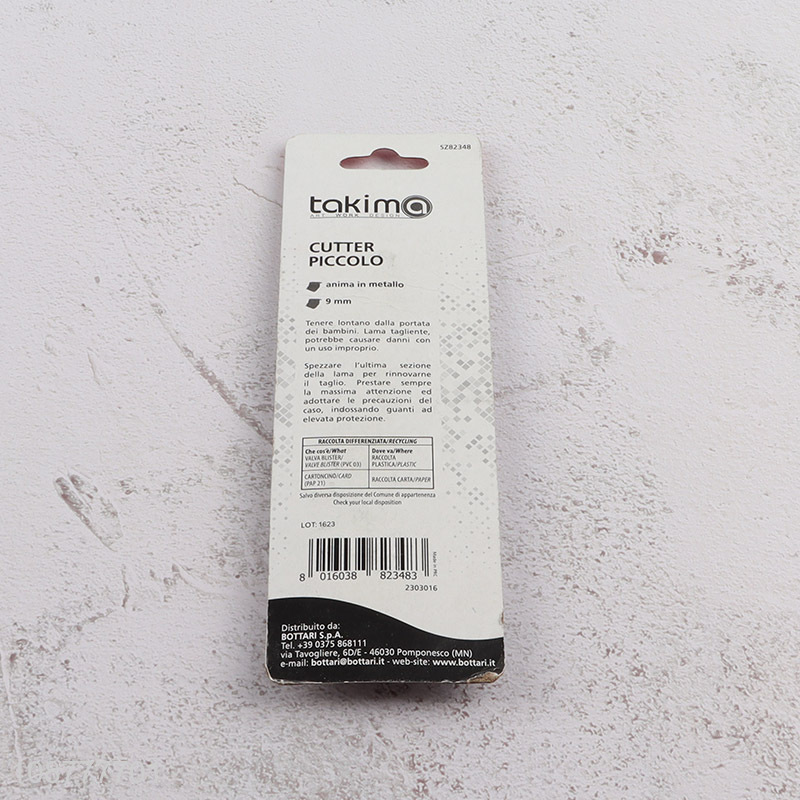 SZ82348
takima
ART WORK DESIGN
CUTTER
PICCOLO
anima in metallo
9 mm
Tenere lontano dalla portata
dei bambini. Lama tagliente,
potrebbe causare danni con
un uso improprio.
Spezzare l'ultima sezione
della lama per rinnovarne
il taglio. Prestare sempre
la massima attenzione ed
adottare le precauzioni del
caso, indossando guanti ad
elevata protezione.
RACCOLTA DIFFERENZIATA/RECYCLING
Che cos'è/What Dove va/Where
VALVA BLISTER/ RACCOLTA
VALVE BLISTER (PVC 03) PLASTICA/PLASTIC
CARTONCINO/CARD RACCOLTA CARTA/PAPER
(PAP 21)
Salvo diversa disposizione del Comune di appartenenza
Check your local disposition
LOT: 1623
Made in PRC
8 016038 823483
2303016
Distribuito da:
BOTTARI S.p.A.
Tel. +39 0375 868111
via Tavogliere, 6D/E - 46030 Pomponesco (MN)
e-mail: bottari@bottari.it - web-site: www.bottari.it